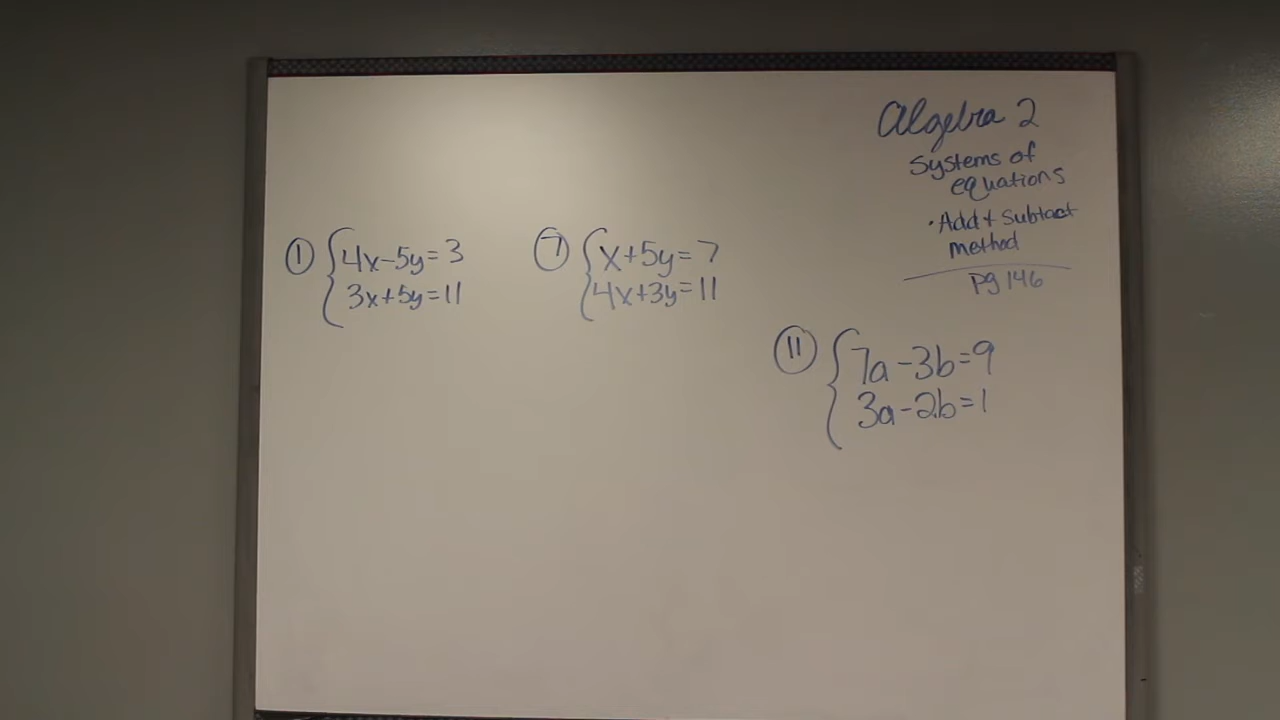 Algebra 2
Systems of
equations
• Add + Subtract
method
Pg 146
① 4x-5y=3
3x+5y=11
⑦ x+5y=7
4x+3y=11
⑪ 7a-3b=9
3a-2b=1